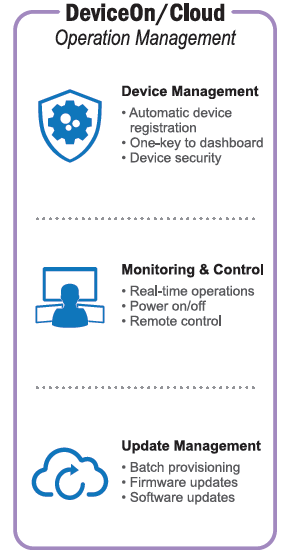 DeviceOn/Cloud
Operation Management
Device Management
• Automatic device
registration
• One-key to dashboard
• Device security
Monitoring & Control
• Real-time operations
• Power on/off
• Remote control
Update Management
• Batch provisioning
• Firmware updates
• Software updates